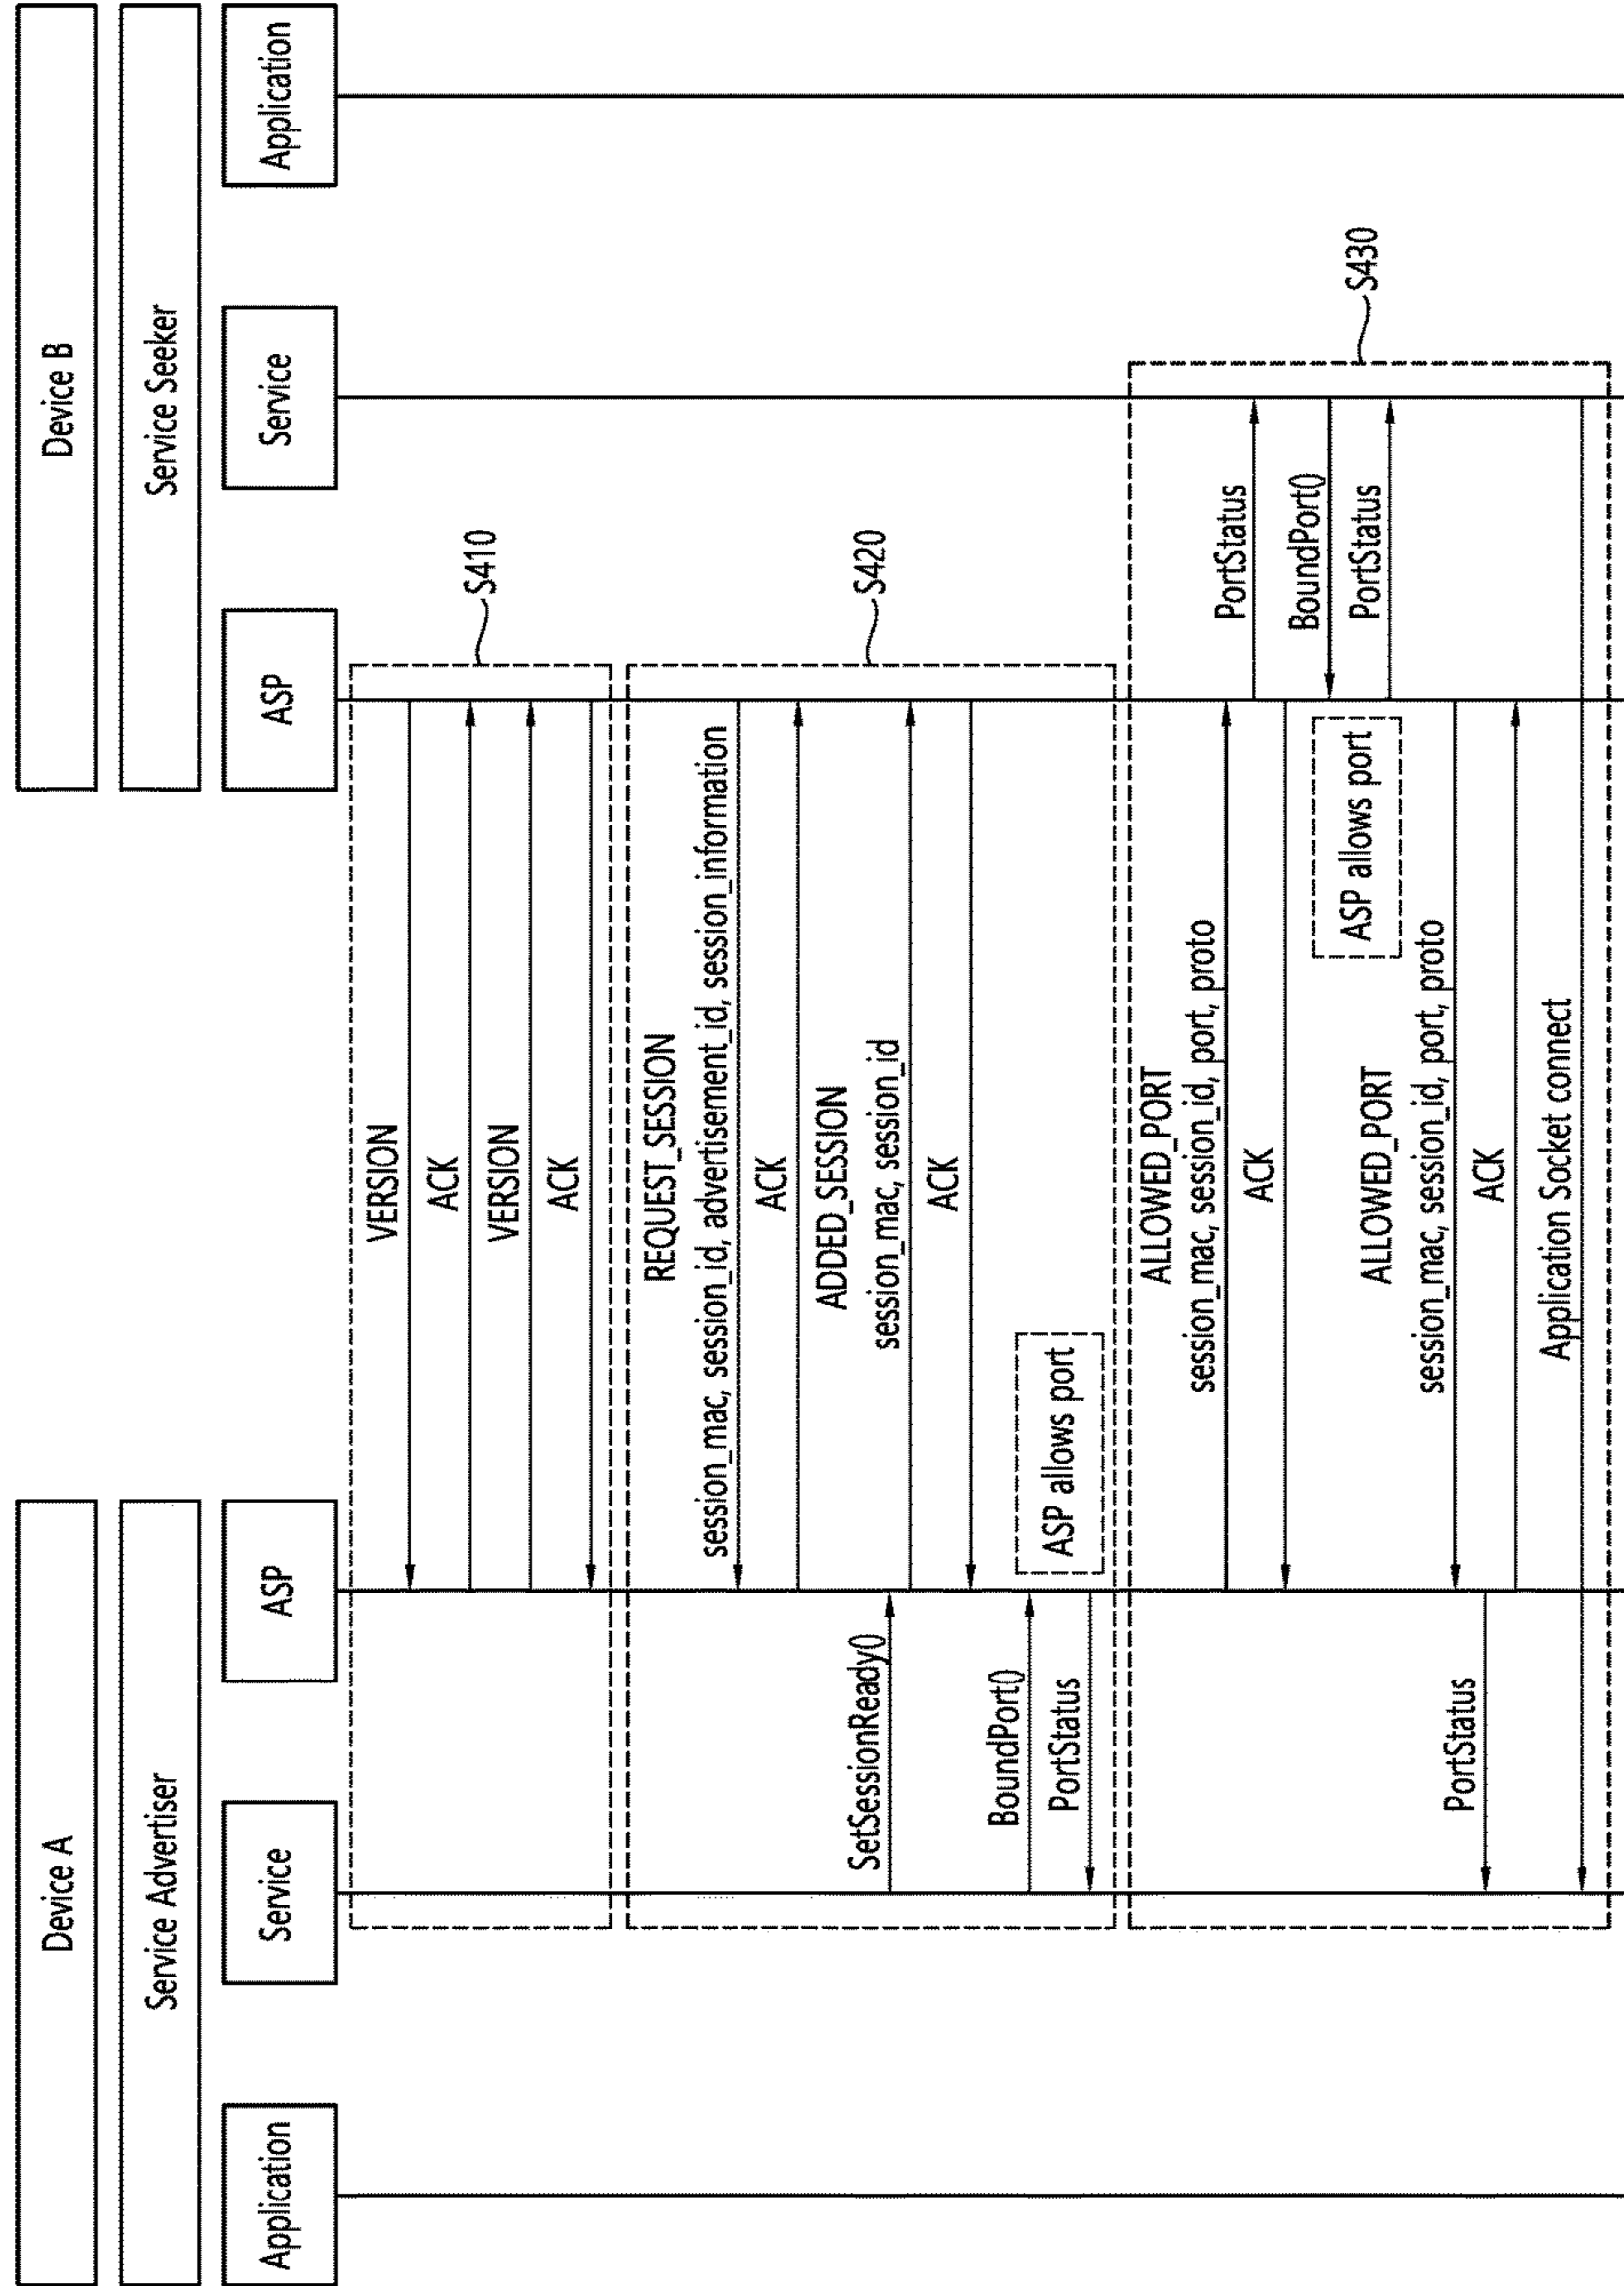 Device A
Device B
Service Advertiser
Service Seeker
Application
Service
ASP
ASP
Service
Application
VERSION
S410
ACK
VERSION
ACK
REQUEST_SESSION
session_mac, session_id, advertisement_id, session_information
ACK
ADDED_SESSION
S420
SetSessionReady()
session_mac, session_id
ACK
BoundPort()
ASP allows port
PortStatus
ALLOWED_PORT
session_mac, session_id, port, proto
PortStatus
ACK
BoundPort()
ASP allows port
S430
ALLOWED_PORT
PortStatus
session_mac, session_id, port, proto
PortStatus
ACK
Application Socket connect